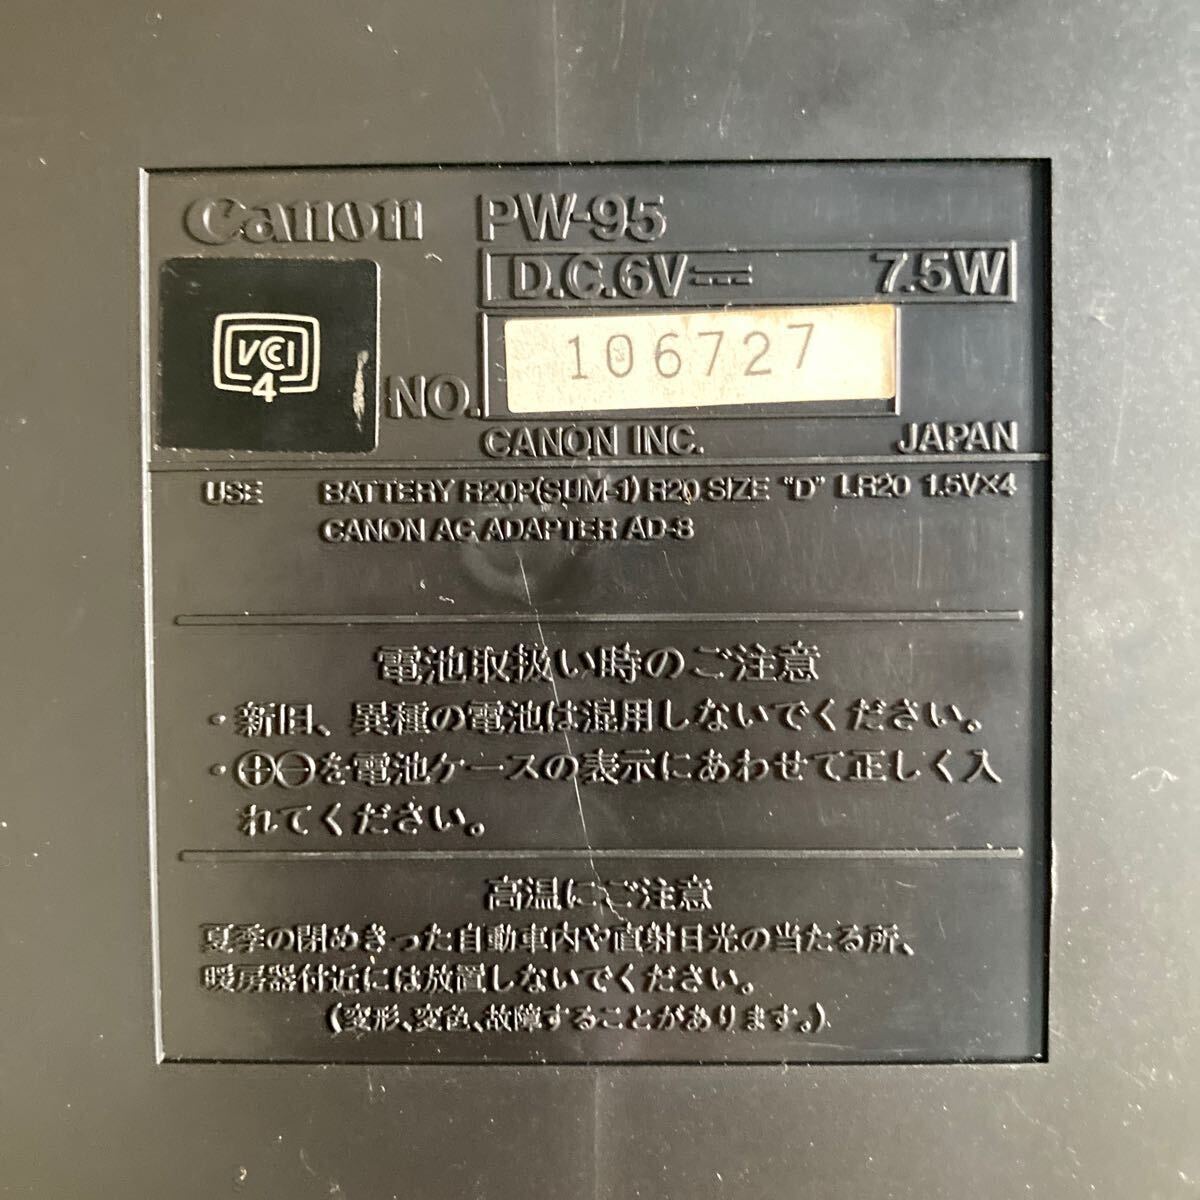 Canon PW-95
D.C.6V⎓ 7.5W
VCCI
4
NO. 106727
CANON INC. JAPAN
USE BATTERY R20P(SUM-1) R20 SIZE "D" LR20 1.5V×4
CANON AC ADAPTER AD-8
電池取扱い時のご注意
・新旧、異種の電池は混用しないでください。
・⊕⊖を電池ケースの表示にあわせて正しく入
れてください。
高温にご注意
夏季の閉めきった自動車内や直射日光の当たる所、
暖房器付近には放置しないでください。
(変形、変色、故障することがあります。)